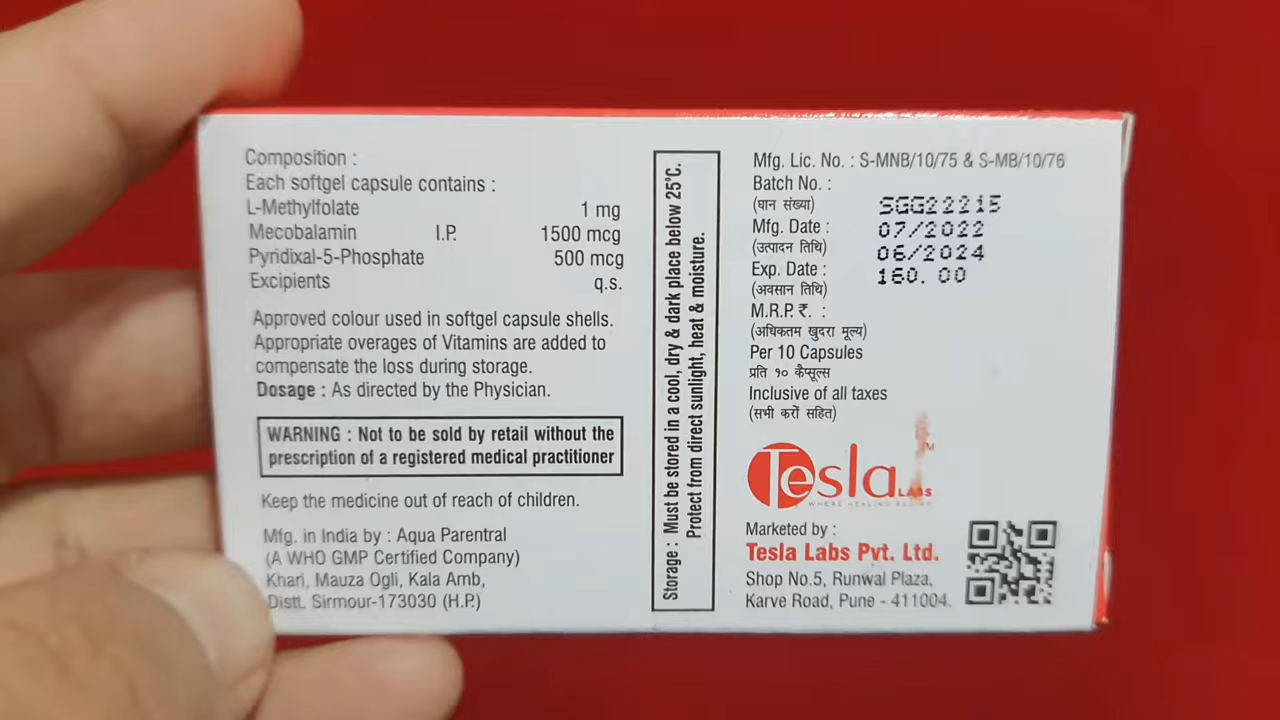 Composition :
Each softgel capsule contains :
L-Methylfolate 1 mg
Mecobalamin I.P. 1500 mcg
Pyridixal-5-Phosphate 500 mcg
Excipients q.s.
Approved colour used in softgel capsule shells.
Appropriate overages of Vitamins are added to
compensate the loss during storage.
Dosage : As directed by the Physician.
WARNING : Not to be sold by retail without the
prescription of a registered medical practitioner
Keep the medicine out of reach of children.
Mfg. in India by : Aqua Parentral
(A WHO GMP Certified Company)
Khari, Mauza Ogli, Kala Amb,
Distt. Sirmour-173030 (H.P.)
Storage : Must be stored in a cool, dry & dark place below 25°C.
Protect from direct sunlight, heat & moisture.
Mfg. Lic. No. : S-MNB/10/75 & S-MB/10/76
Batch No. :
(घान संख्या) SGG22215
Mfg. Date : 07/2022
(उत्पादन तिथि) 06/2024
Exp. Date : 160.00
(अवसान तिथि)
M.R.P. ₹. :
(अधिकतम खुदरा मूल्य)
Per 10 Capsules
प्रति १० कैप्सूल्स
Inclusive of all taxes
(सभी करों सहित)
Tesla LABS TM
WHERE HEALING BEGINS
Marketed by :
Tesla Labs Pvt. Ltd.
Shop No.5, Runwal Plaza,
Karve Road, Pune - 411004.